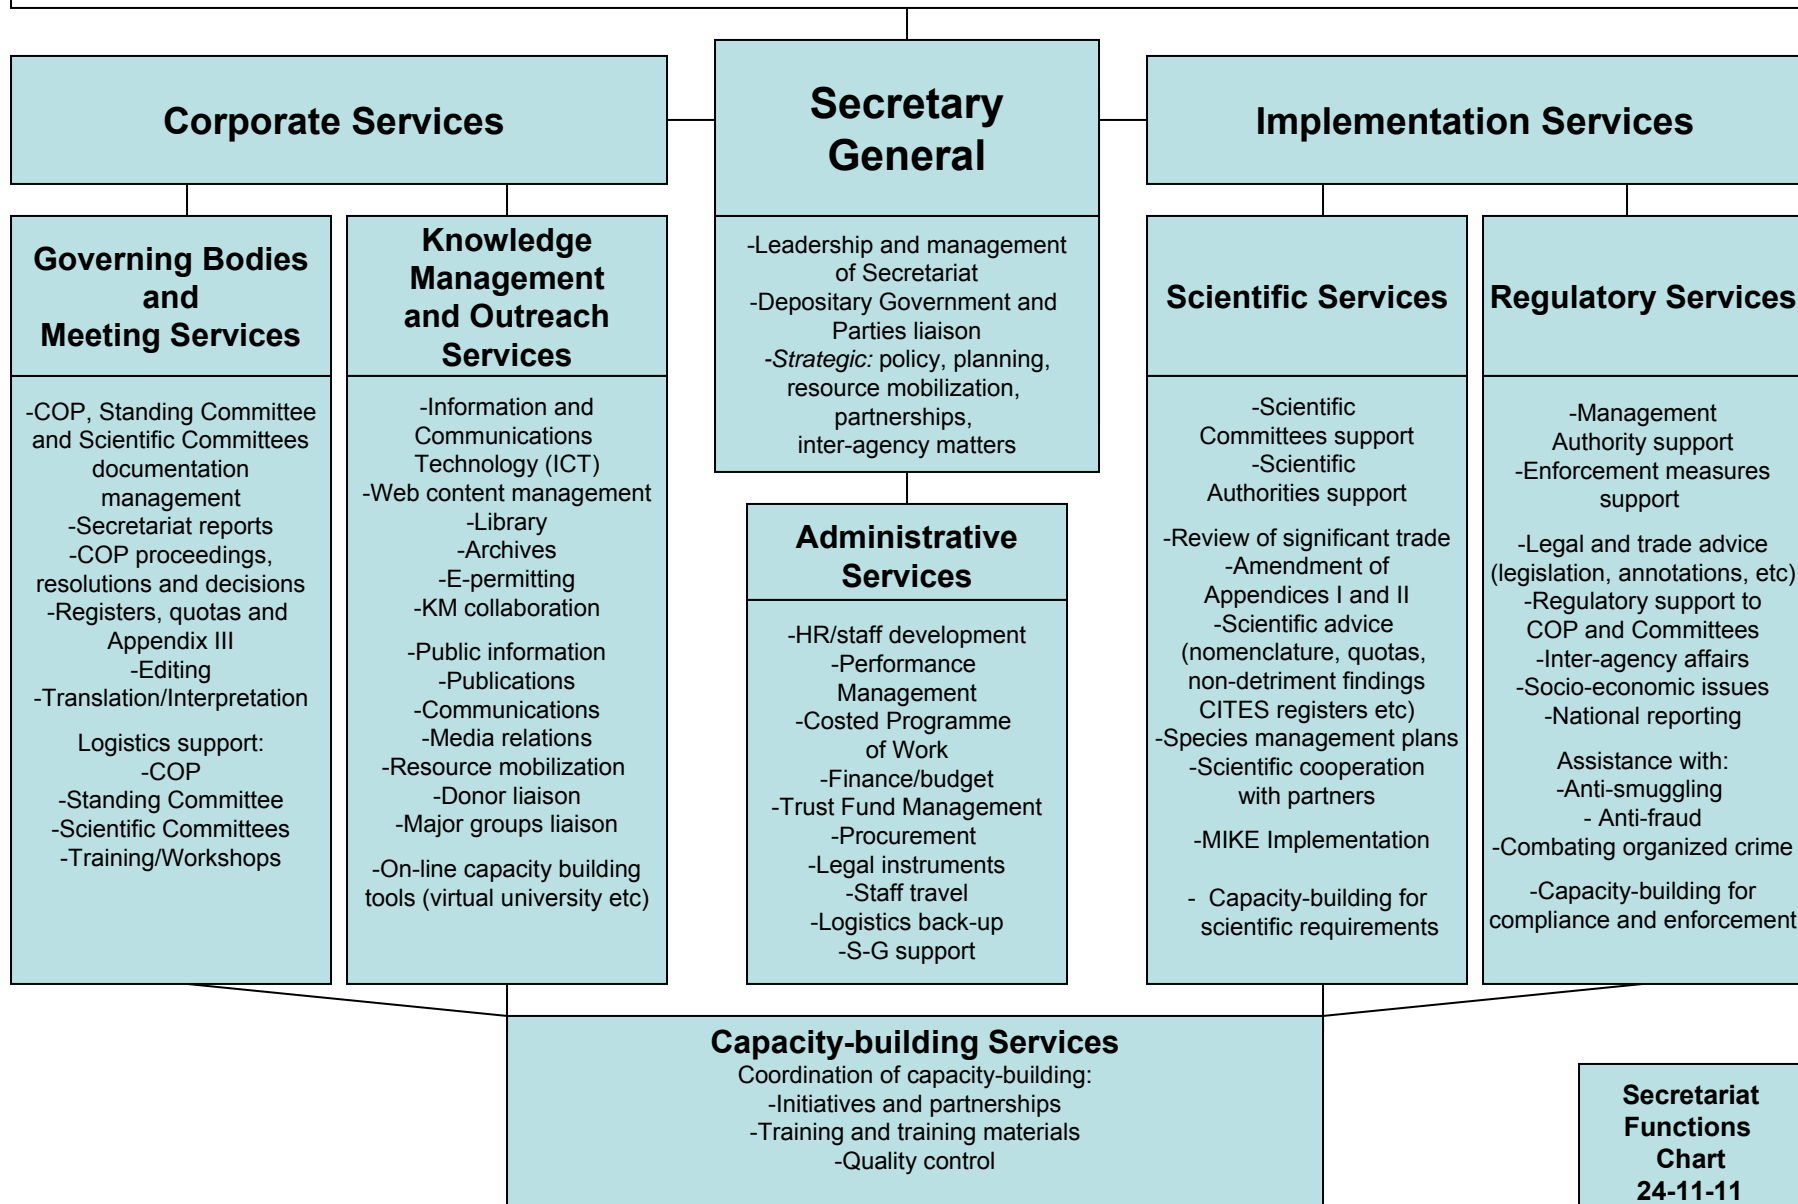 Corporate Services
Secretary
General
Implementation Services
Governing Bodies
and
Meeting Services
-COP, Standing Committee
and Scientific Committees
documentation
management
-Secretariat reports
-COP proceedings,
resolutions and decisions
-Registers, quotas and
Appendix III
-Editing
-Translation/Interpretation
Logistics support:
-COP
-Standing Committee
-Scientific Committees
-Training/Workshops
Knowledge
Management
and Outreach
Services
-Information and
Communications
Technology (ICT)
-Web content management
-Library
-Archives
-E-permitting
-KM collaboration
-Public information
-Publications
-Communications
-Media relations
-Resource mobilization
-Donor liaison
-Major groups liaison
-On-line capacity building
tools (virtual university etc)
-Leadership and management
of Secretariat
-Depositary Government and
Parties liaison
-Strategic: policy, planning,
resource mobilization,
partnerships,
inter-agency matters
Administrative
Services
-HR/staff development
-Performance
Management
-Costed Programme
of Work
-Finance/budget
-Trust Fund Management
-Procurement
-Legal instruments
-Staff travel
-Logistics back-up
-S-G support
Scientific Services
-Scientific
Committees support
-Scientific
Authorities support
-Review of significant trade
-Amendment of
Appendices I and II
-Scientific advice
(nomenclature, quotas,
non-detriment findings
CITES registers etc)
-Species management plans
-Scientific cooperation
with partners
-MIKE Implementation
- Capacity-building for
scientific requirements
Regulatory Services
-Management
Authority support
-Enforcement measures
support
-Legal and trade advice
(legislation, annotations, etc)
-Regulatory support to
COP and Committees
-Inter-agency affairs
-Socio-economic issues
-National reporting
Assistance with:
-Anti-smuggling
- Anti-fraud
-Combating organized crime
-Capacity-building for
compliance and enforcement
Capacity-building Services
Coordination of capacity-building:
-Initiatives and partnerships
-Training and training materials
-Quality control
Secretariat
Functions
Chart
24-11-11